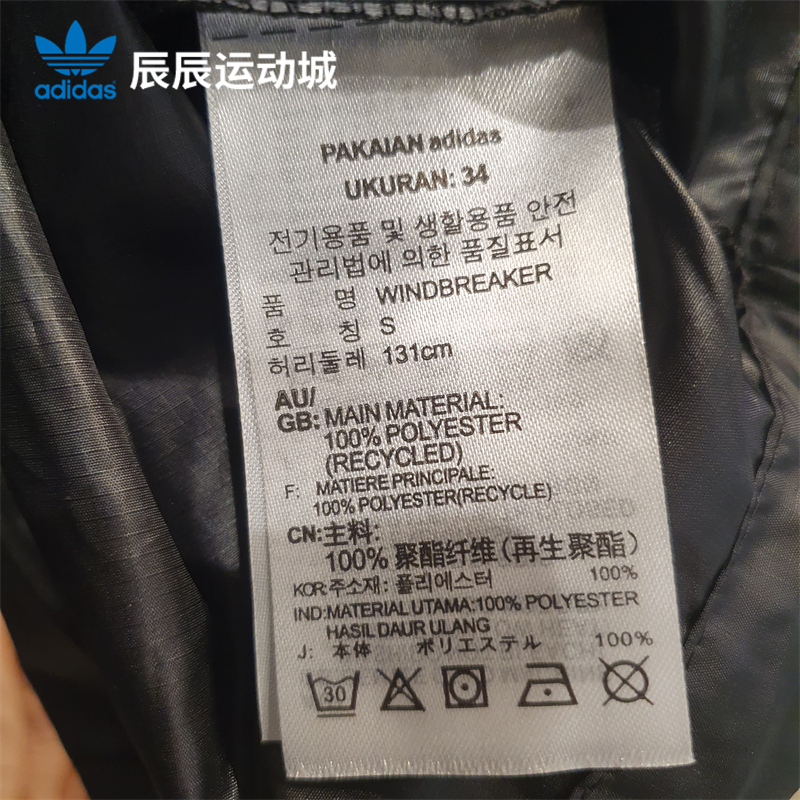 adidas
辰辰运动城
PAKAIAN adidas
UKURAN: 34
전기용품 및 생활용품 안전
관리법에 의한 품질표서
품 명 WINDBREAKER
호 칭 S
허리둘레 131cm
AU/
GB: MAIN MATERIAL:
100% POLYESTER
(RECYCLED)
F: MATIERE PRINCIPALE:
100% POLYESTER(RECYCLE)
CN:主料:
100% 聚酯纤维(再生聚酯)
KOR:주소재: 폴리에스터 100%
IND:MATERIAL UTAMA:100% POLYESTER
HASIL DAUR ULANG
J: 本体 ポリエステル 100%
30